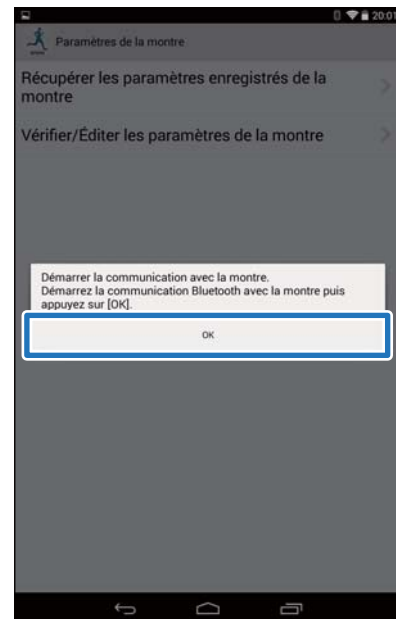 20:01
Paramètres de la montre
Récupérer les paramètres enregistrés de la
montre
Vérifier/Éditer les paramètres de la montre
Démarrer la communication avec la montre.
Démarrez la communication Bluetooth avec la montre puis
appuyez sur [OK].
OK